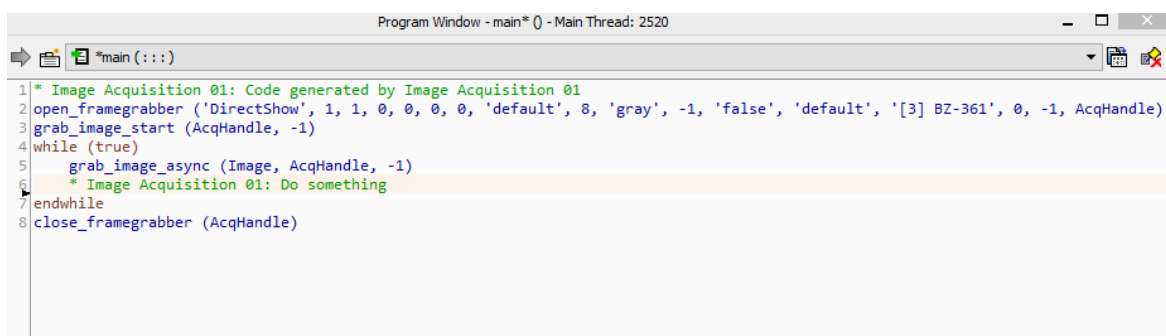 Program Window - main* () - Main Thread: 2520
*main (:::)
1 * Image Acquisition 01: Code generated by Image Acquisition 01
2 open_framegrabber ('DirectShow', 1, 1, 0, 0, 0, 0, 'default', 8, 'gray', -1, 'false', 'default', '[3] BZ-361', 0, -1, AcqHandle)
3 grab_image_start (AcqHandle, -1)
4 while (true)
5     grab_image_async (Image, AcqHandle, -1)
6     * Image Acquisition 01: Do something
7 endwhile
8 close_framegrabber (AcqHandle)